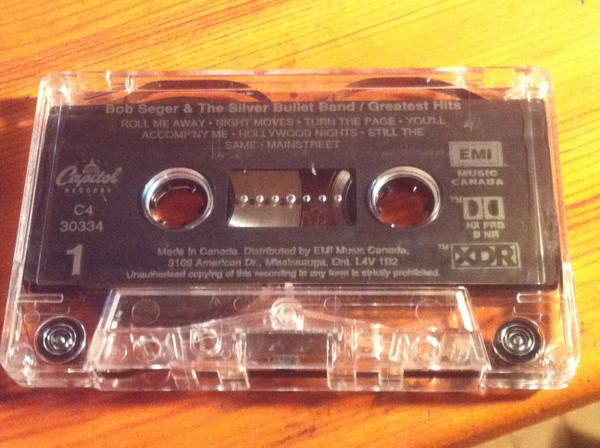 Bob Seger & The Silver Bullet Band / Greatest Hits
ROLL ME AWAY • NIGHT MOVES • TURN THE PAGE • YOU'LL
ACCOMP'NY ME • HOLLYWOOD NIGHTS • STILL THE
SAME • MAINSTREET
Capitol
RECORDS
C4
30334
1
EMI
MUSIC
CANADA
TM
HX PRO
B NR
TM XDR
Made in Canada. Distributed by EMI Music Canada,
3109 American Dr., Mississauga, Ont. L4V 1B2
Unauthorised copying of this recording in any form is strictly prohibited.